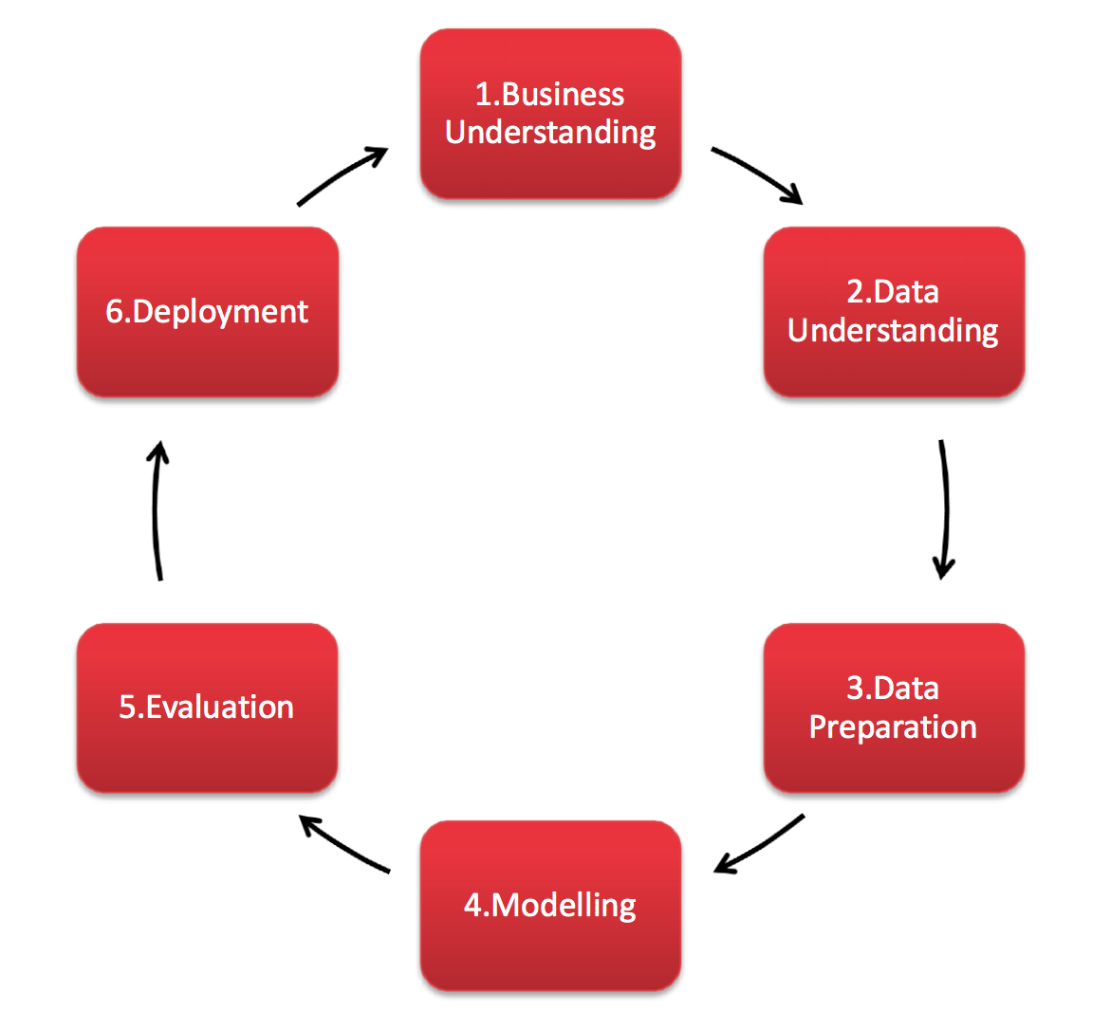 1.Business
Understanding
2.Data
Understanding
3.Data
Preparation
4.Modelling
5.Evaluation
6.Deployment